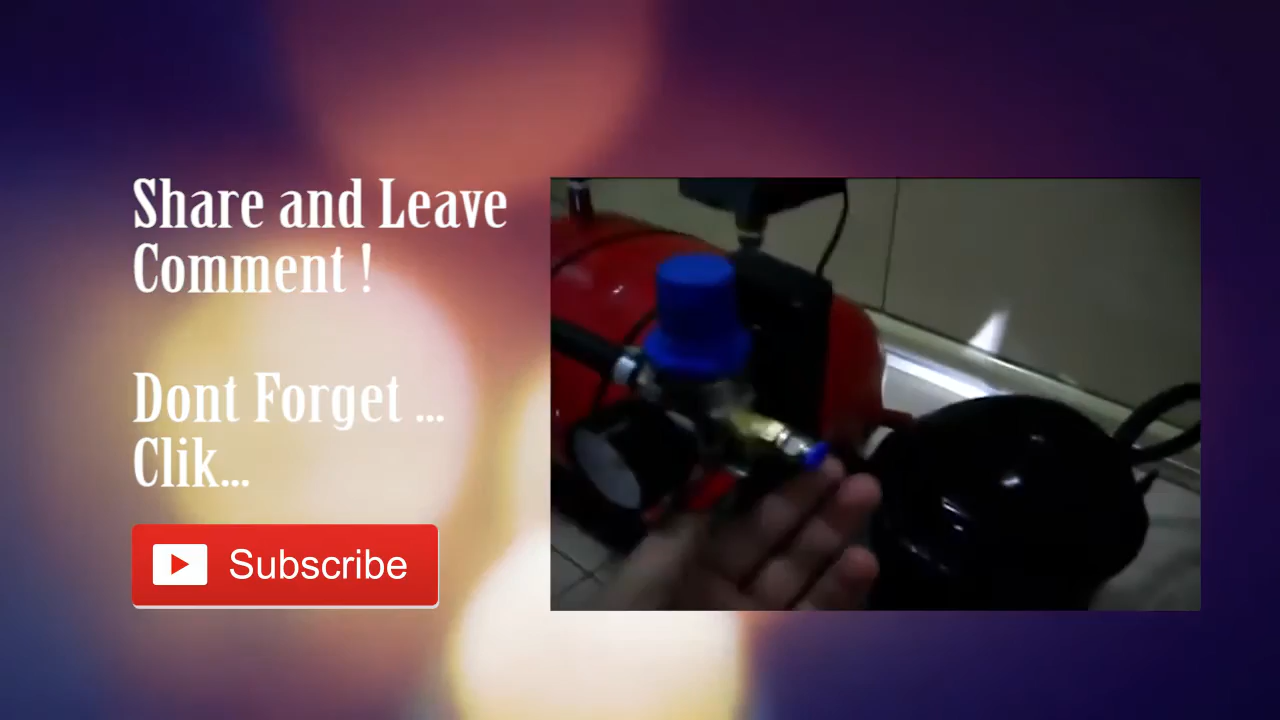 Share and Leave
Comment !
Dont Forget ...
Clik...
Subscribe